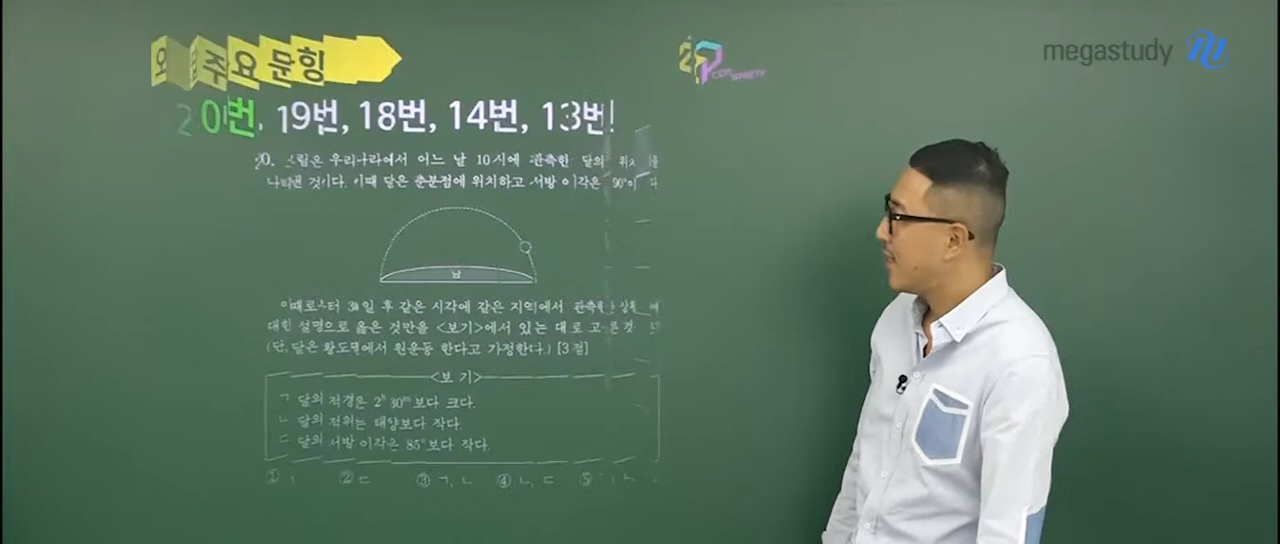 주요 문항
megastudy
20번, 19번, 18번, 14번, 13번!
20. 그림은 우리나라에서 어느 날 10시에 관측한 달의 위치를
나타낸 것이다. 이때 달은 춘분점에 위치하고 서방 이각은 90°이다
남
이때로부터 30일 후 같은 시각에 같은 지역에서 관측한
대한 설명으로 옳은 것만을 <보기>에서 있는 대로 고른 것
(단, 달은 황도면에서 원운동 한다고 가정한다.) [3점]
<보 기>
ㄱ 달의 적경은 2ʰ 30ᵐ보다 크다.
ㄴ 달의 적위는 태양보다 작다.
ㄷ 달의 서방 이각은 85°보다 작다.
① ② ㄷ ③ ㄱ, ㄴ ④ ㄴ, ㄷ ⑤